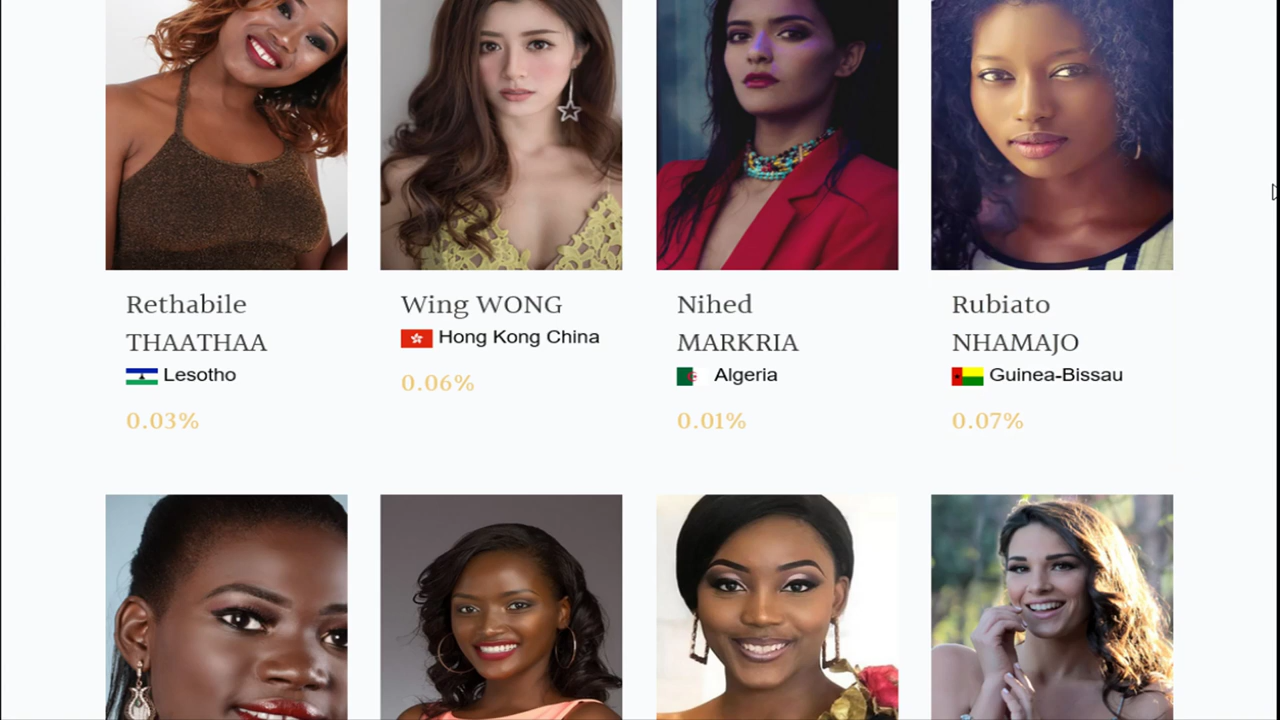 Rethabile
THAATHAA
Lesotho
0.03%
Wing WONG
Hong Kong China
0.06%
Nihed
MARKRIA
Algeria
0.01%
Rubiato
NHAMAJO
Guinea-Bissau
0.07%